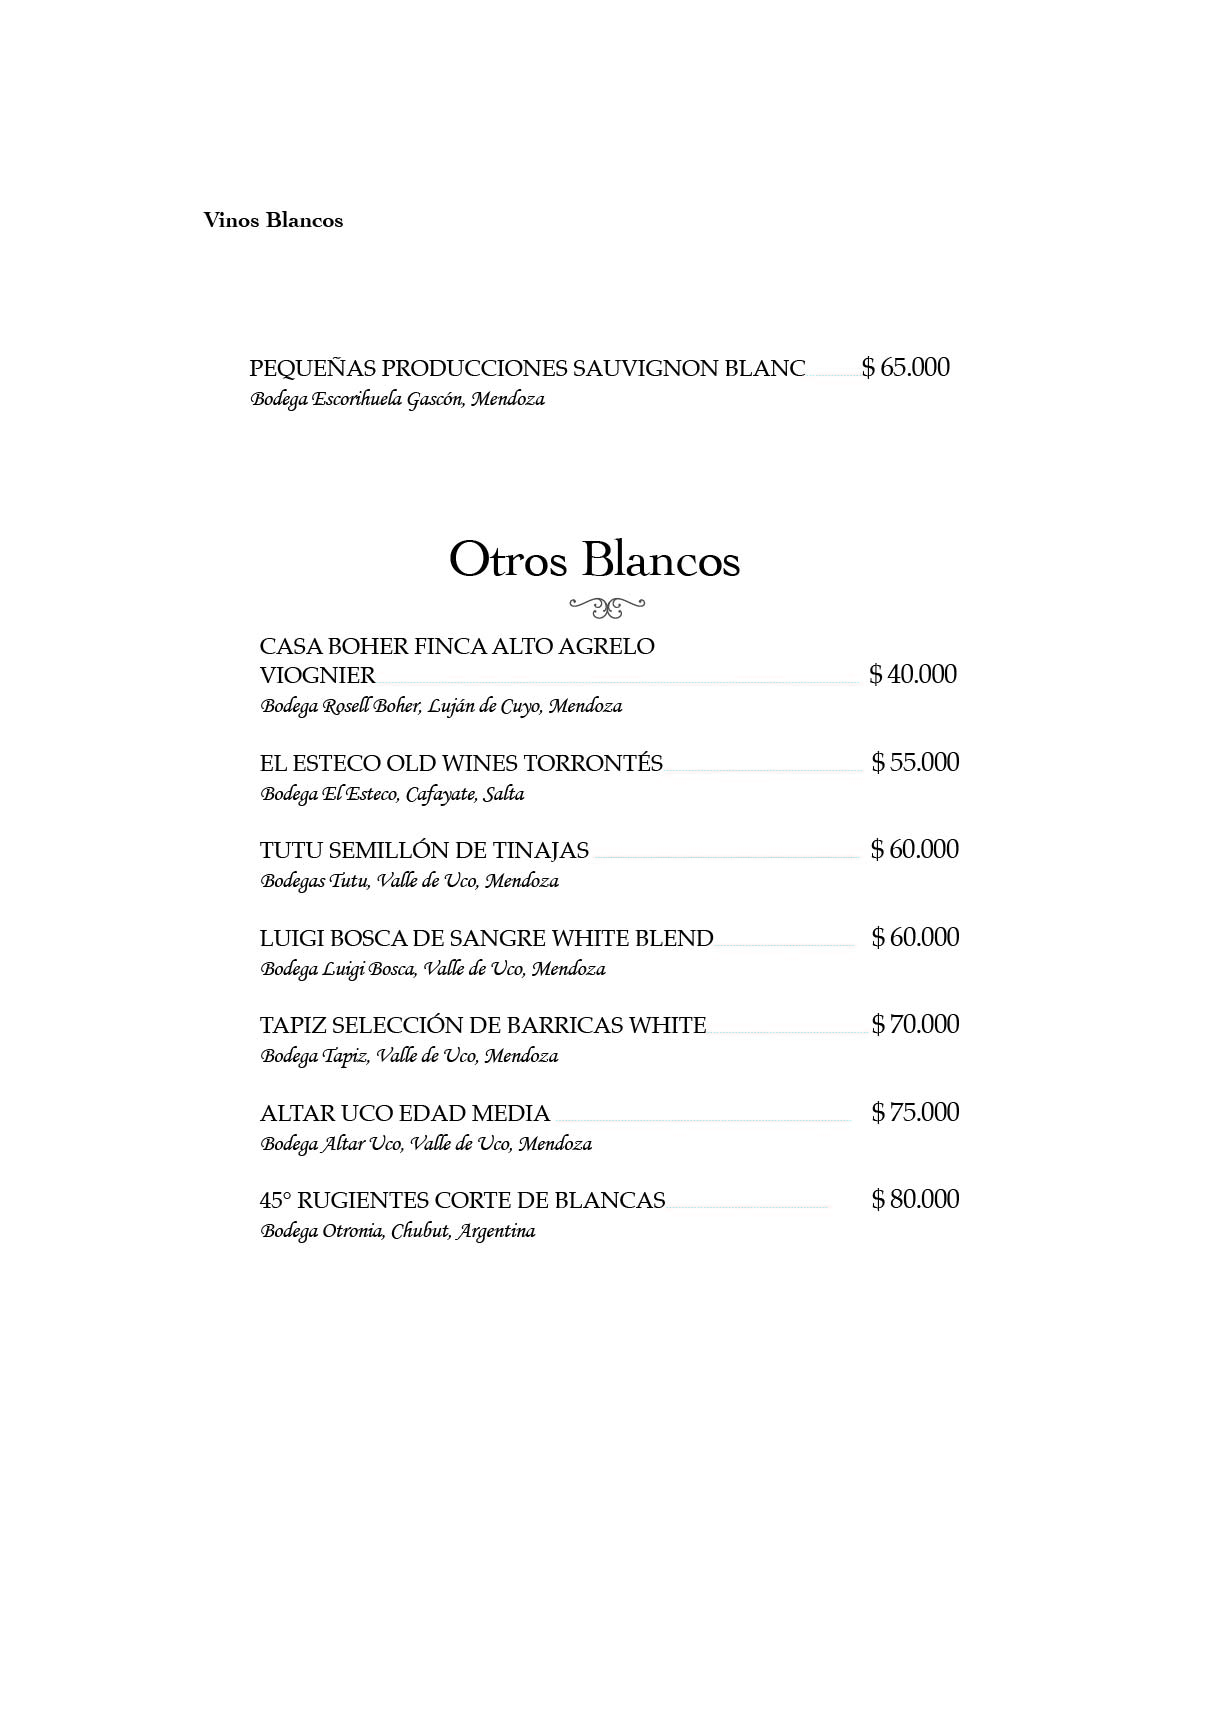 Vinos Blancos
PEQUEÑAS PRODUCCIONES SAUVIGNON BLANC $ 65.000
Bodega Escorihuela Gascón, Mendoza
Otros Blancos
CASA BOHER FINCA ALTO AGRELO
VIOGNIER $ 40.000
Bodega Rosell Boher, Luján de Cuyo, Mendoza
EL ESTECO OLD WINES TORRONTÉS $ 55.000
Bodega El Esteco, Cafayate, Salta
TUTU SEMILLÓN DE TINAJAS $ 60.000
Bodegas Tutu, Valle de Uco, Mendoza
LUIGI BOSCA DE SANGRE WHITE BLEND $ 60.000
Bodega Luigi Bosca, Valle de Uco, Mendoza
TAPIZ SELECCIÓN DE BARRICAS WHITE $ 70.000
Bodega Tapiz, Valle de Uco, Mendoza
ALTAR UCO EDAD MEDIA $ 75.000
Bodega Altar Uco, Valle de Uco, Mendoza
45° RUGIENTES CORTE DE BLANCAS $ 80.000
Bodega Otronia, Chubut, Argentina